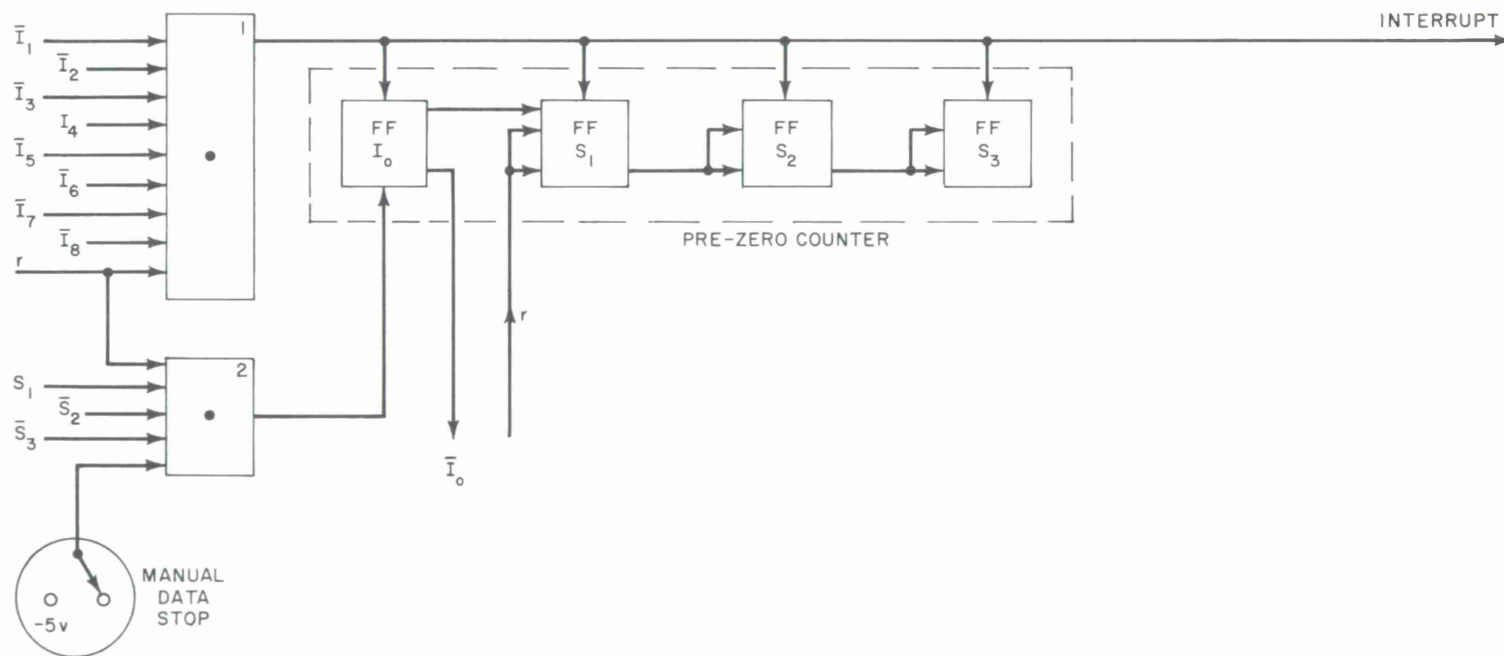 INTERRUPT
1
Ī₁
Ī₂
Ī₃
I₄
Ī₅
Ī₆
Ī₇
Ī₈
r
FF
I₀
FF
S₁
FF
S₂
FF
S₃
PRE-ZERO COUNTER
r
2
S₁
S̄₂
S̄₃
Ī₀
MANUAL
DATA
STOP
-5v